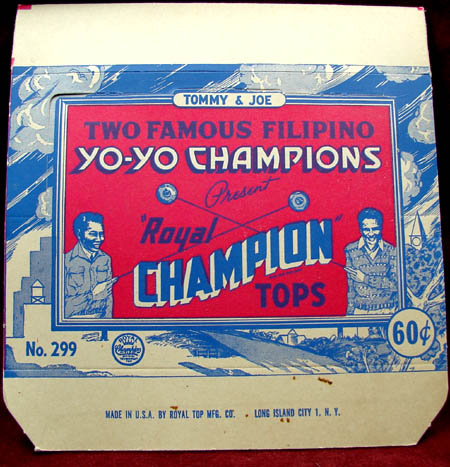 TOMMY & JOE
TWO FAMOUS FILIPINO
YO-YO CHAMPIONS
Present
"Royal
CHAMPION"
TOPS
60¢
No. 299
MADE IN U.S.A. BY ROYAL TOP MFG. CO. LONG ISLAND CITY 1, N. Y.